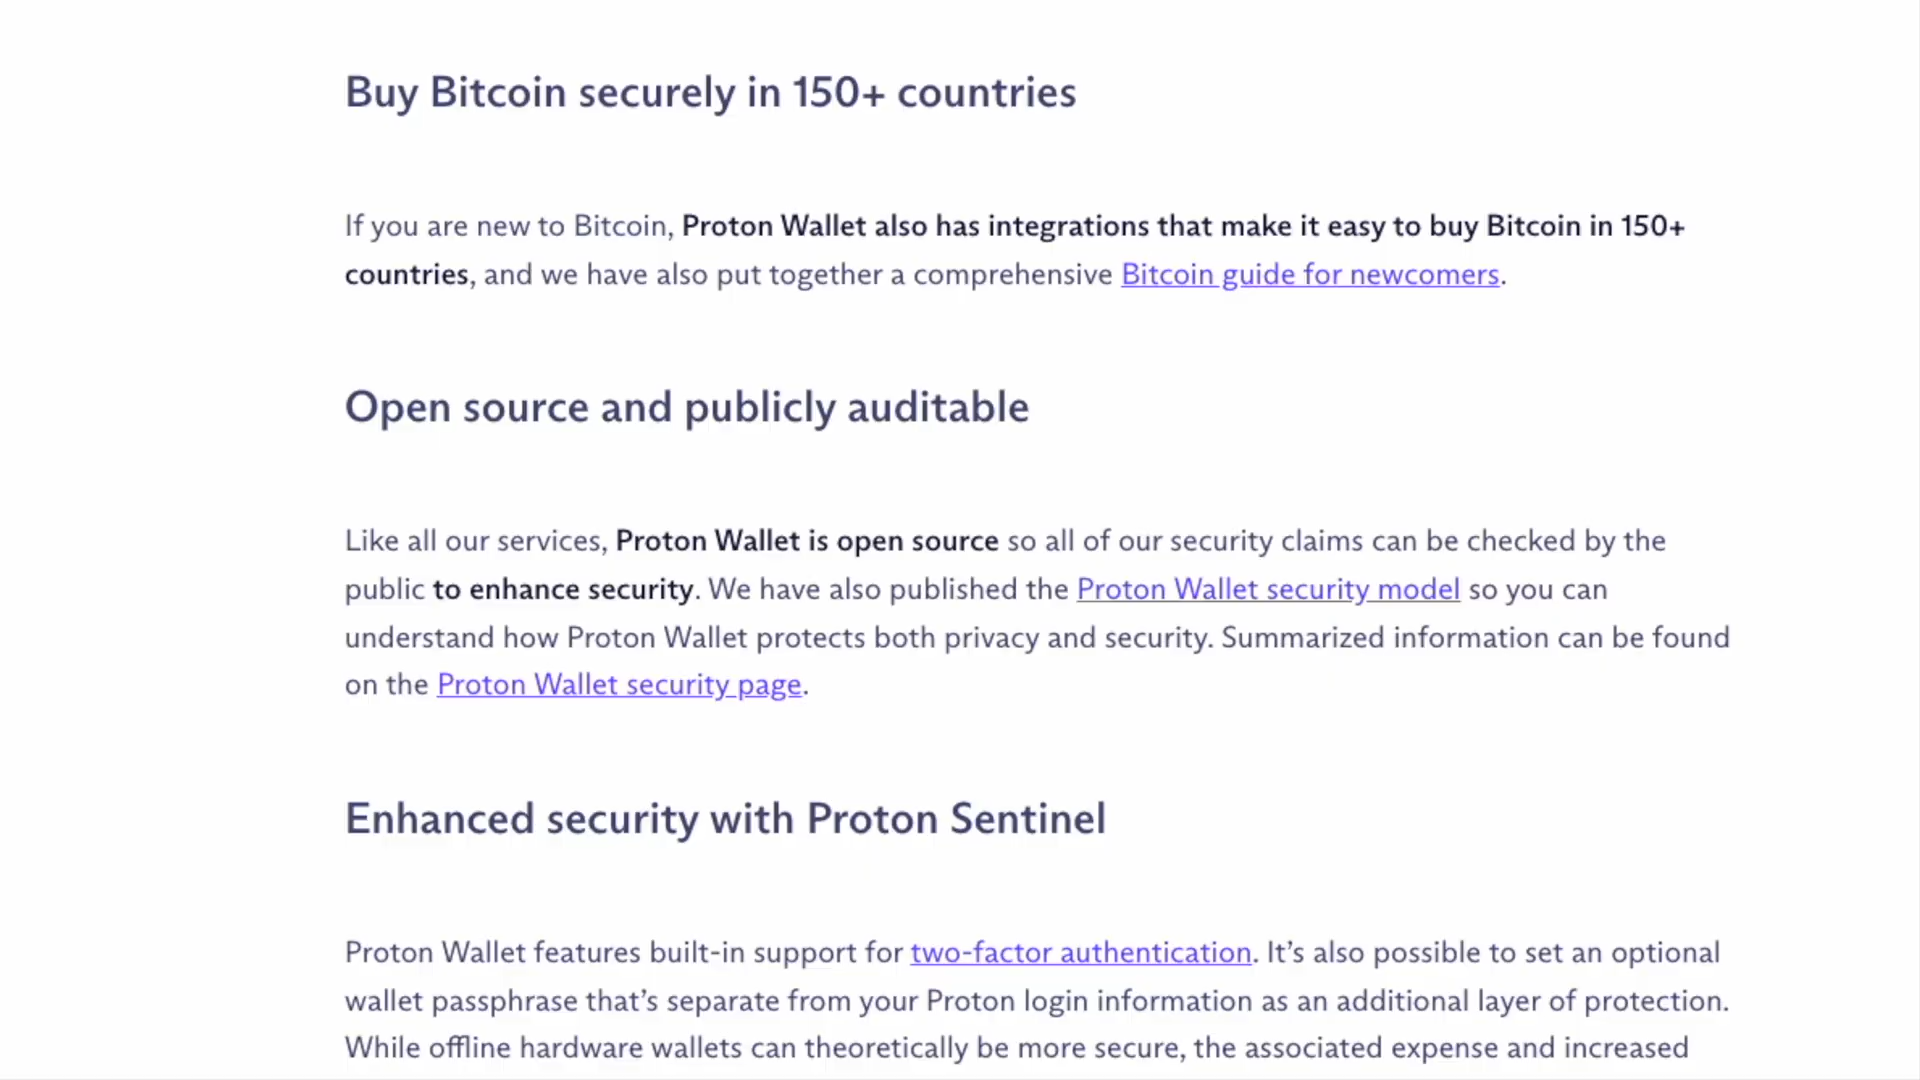 Buy Bitcoin securely in 150+ countries
If you are new to Bitcoin, Proton Wallet also has integrations that make it easy to buy Bitcoin in 150+
countries, and we have also put together a comprehensive Bitcoin guide for newcomers.
Open source and publicly auditable
Like all our services, Proton Wallet is open source so all of our security claims can be checked by the
public to enhance security. We have also published the Proton Wallet security model so you can
understand how Proton Wallet protects both privacy and security. Summarized information can be found
on the Proton Wallet security page.
Enhanced security with Proton Sentinel
Proton Wallet features built-in support for two-factor authentication. It’s also possible to set an optional
wallet passphrase that’s separate from your Proton login information as an additional layer of protection.
While offline hardware wallets can theoretically be more secure, the associated expense and increased